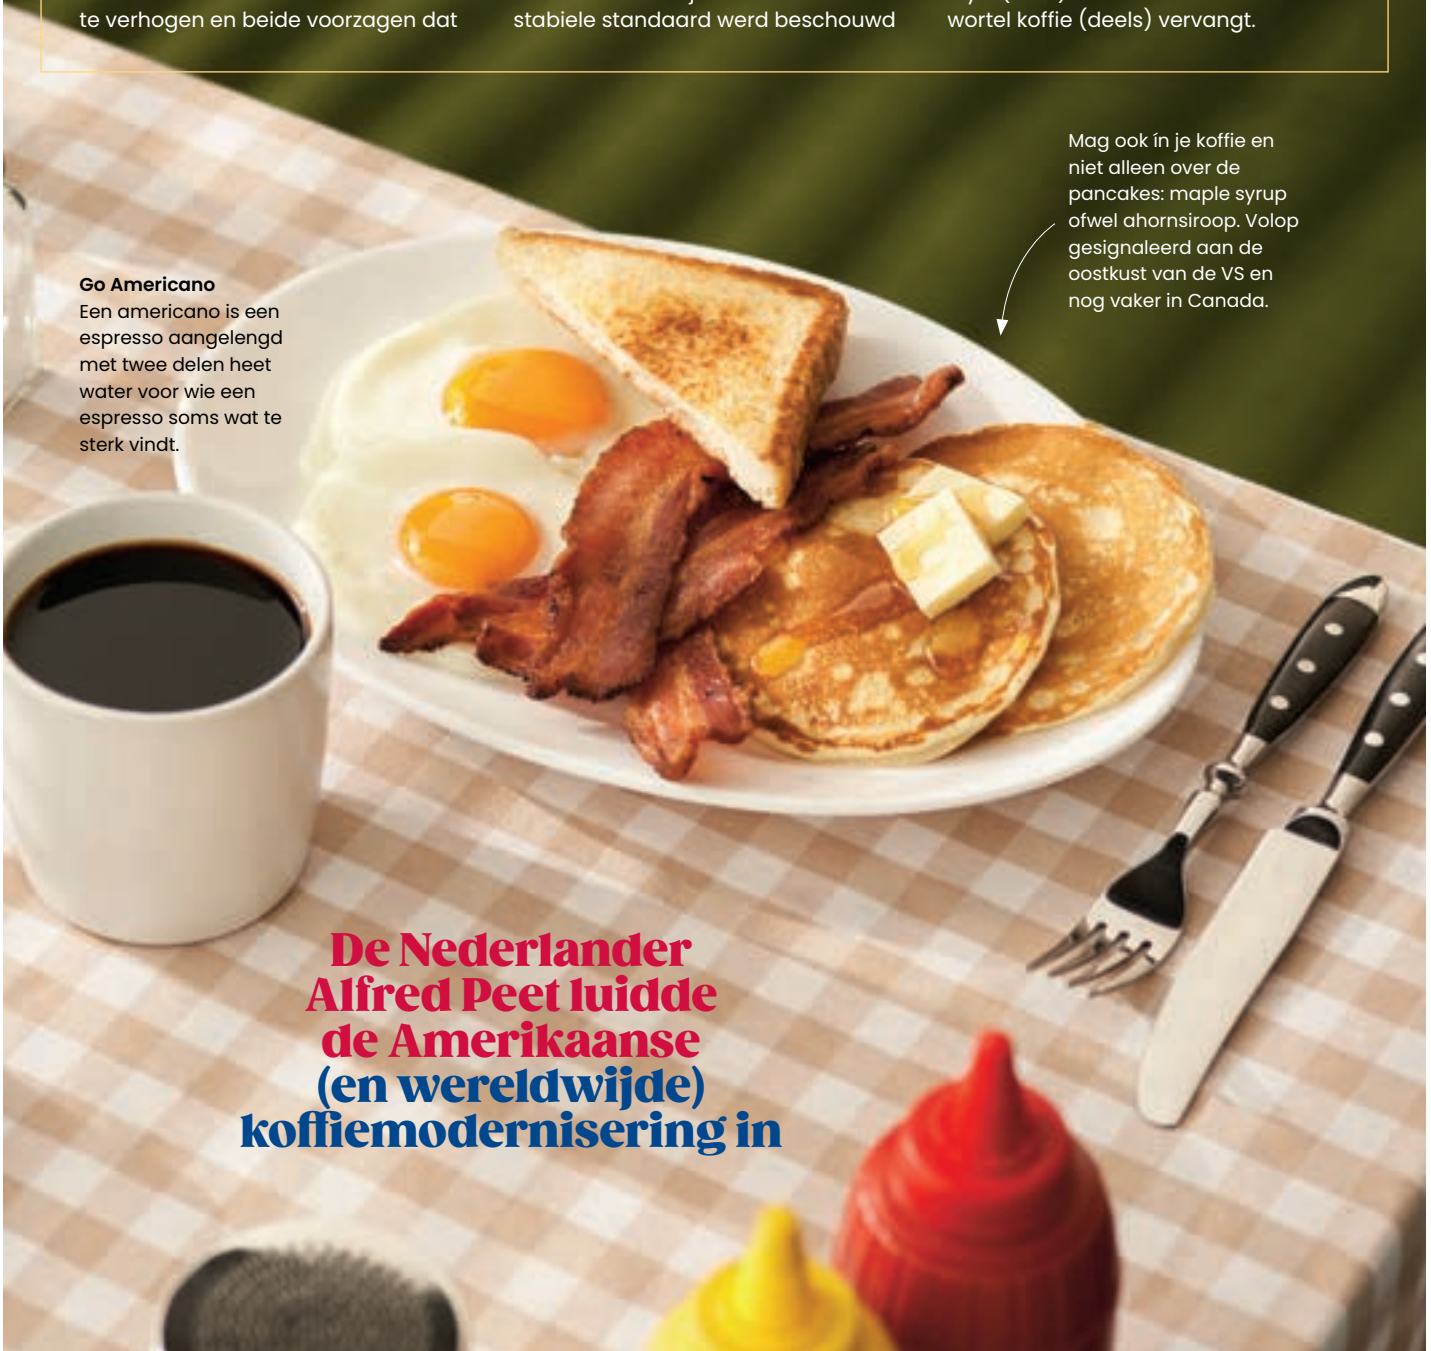 te verhogen en beide voorzagen dat
stabiele standaard werd beschouwd
wortel koffie (deels) vervangt.
Mag ook ín je koffie en
niet alleen over de
pancakes: maple syrup
ofwel ahornsiroop. Volop
gesignaleerd aan de
oostkust van de VS en
nog vaker in Canada.
Go Americano
Een americano is een
espresso aangelengd
met twee delen heet
water voor wie een
espresso soms wat te
sterk vindt.
De Nederlander
Alfred Peet luidde
de Amerikaanse
(en wereldwijde)
koffiemodernisering in